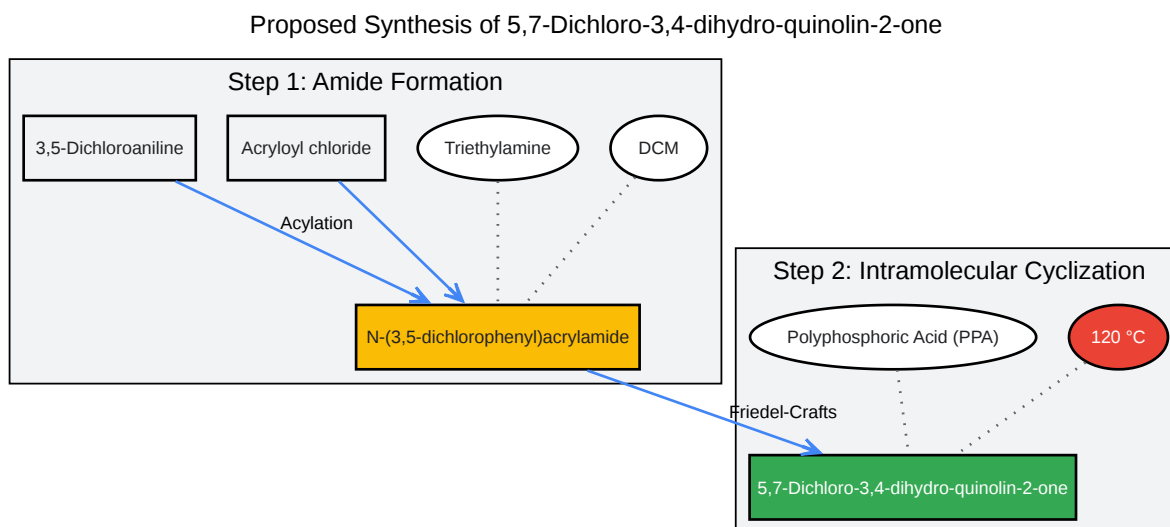 Proposed Synthesis of 5,7-Dichloro-3,4-dihydro-quinolin-2-one
Step 1: Amide Formation
3,5-Dichloroaniline
Acryloyl chloride
Triethylamine
DCM
Acylation
N-(3,5-dichlorophenyl)acrylamide
Step 2: Intramolecular Cyclization
Polyphosphoric Acid (PPA)
120 °C
Friedel-Crafts
5,7-Dichloro-3,4-dihydro-quinolin-2-one